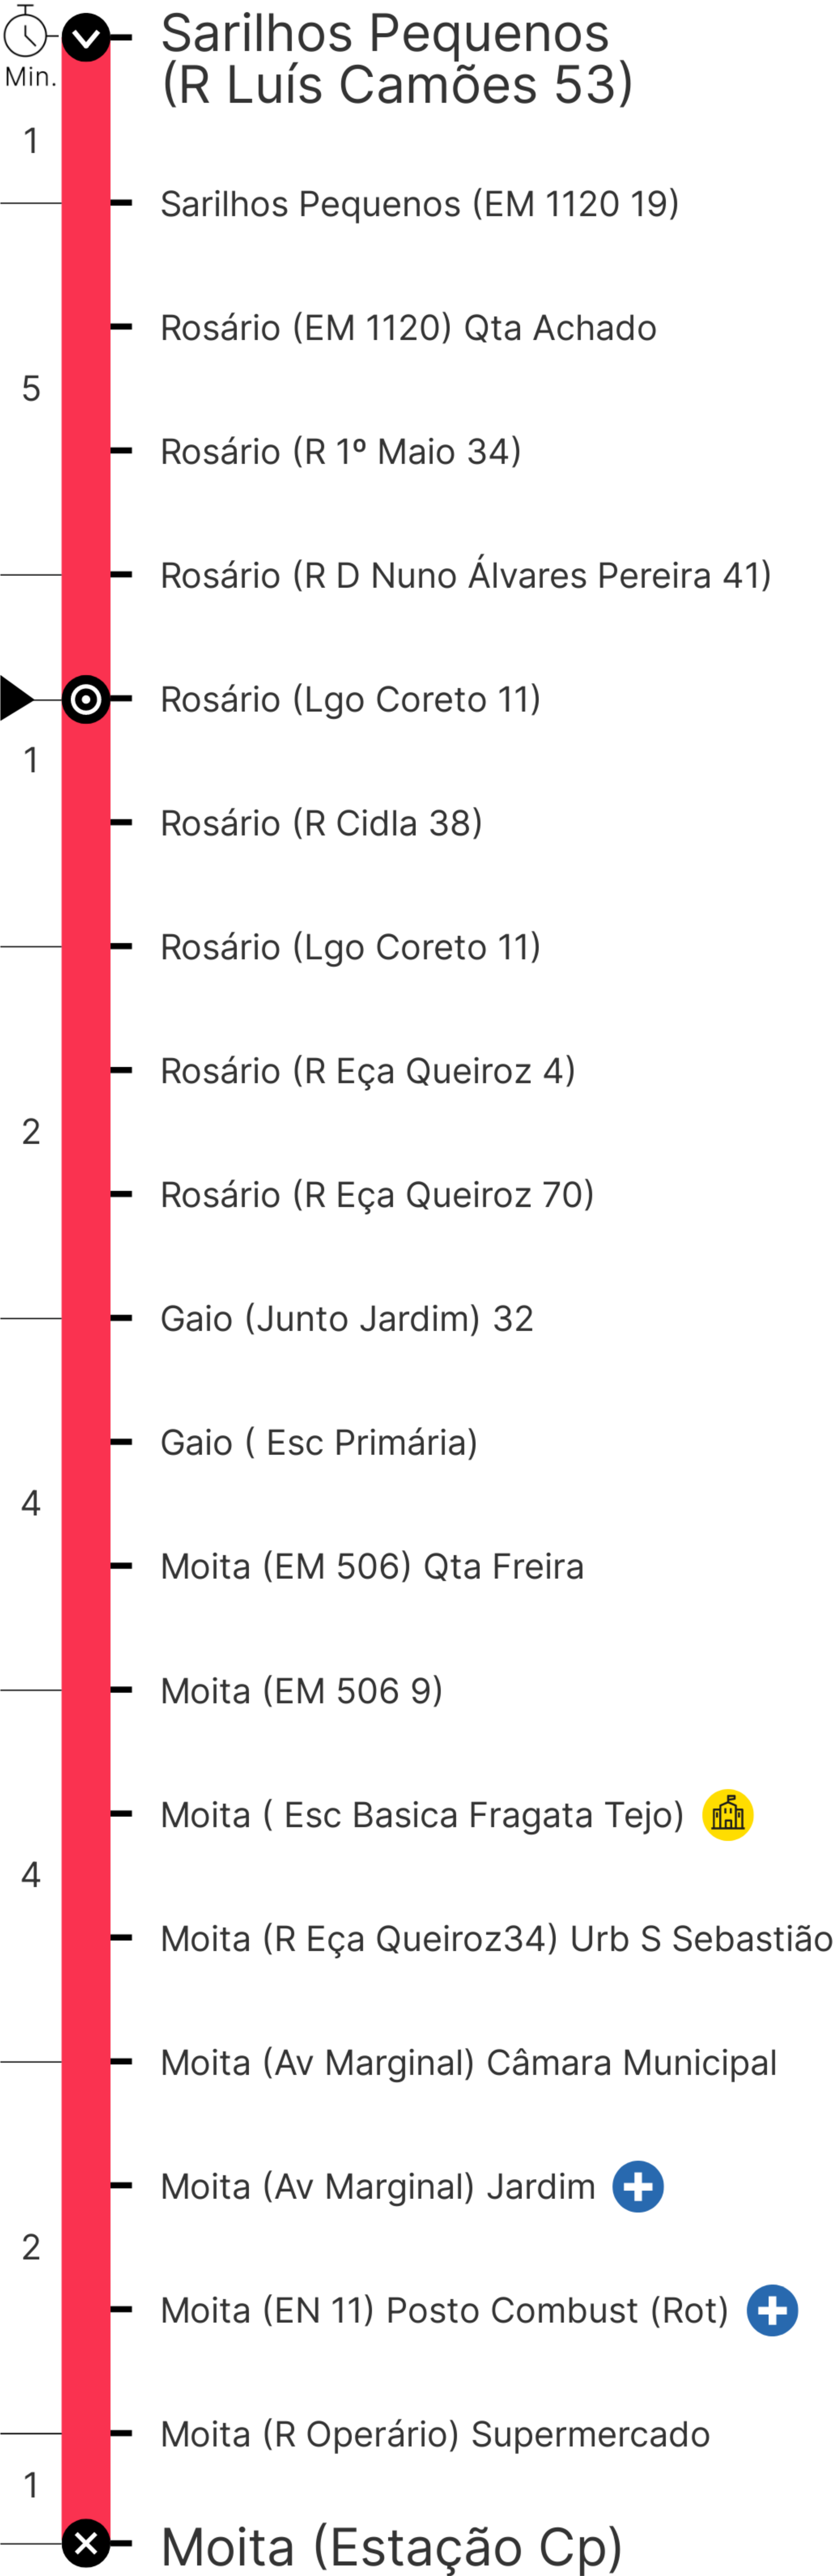 Sarilhos Pequenos
(R Luís Camões 53)
Min.
1
Sarilhos Pequenos (EM 1120 19)
Rosário (EM 1120) Qta Achado
5
Rosário (R 1º Maio 34)
Rosário (R D Nuno Álvares Pereira 41)
Rosário (Lgo Coreto 11)
1
Rosário (R Cidla 38)
Rosário (Lgo Coreto 11)
Rosário (R Eça Queiroz 4)
2
Rosário (R Eça Queiroz 70)
Gaio (Junto Jardim) 32
Gaio ( Esc Primária)
4
Moita (EM 506) Qta Freira
Moita (EM 506 9)
Moita ( Esc Basica Fragata Tejo)
4
Moita (R Eça Queiroz34) Urb S Sebastião
Moita (Av Marginal) Câmara Municipal
Moita (Av Marginal) Jardim
2
Moita (EN 11) Posto Combust (Rot)
Moita (R Operário) Supermercado
1
Moita (Estação Cp)